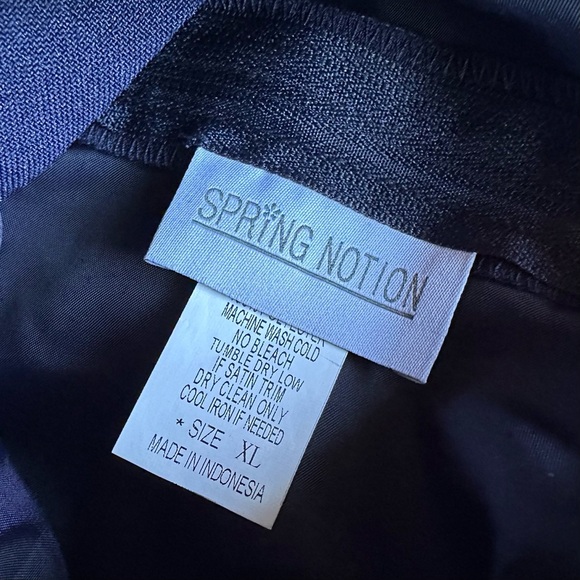 SPRING NOTION
MACHINE WASH COLD
NO BLEACH
TUMBLE DRY LOW
IF SATIN TRIM
DRY CLEAN ONLY
COOL IRON IF NEEDED
* SIZE XL
MADE IN INDONESIA